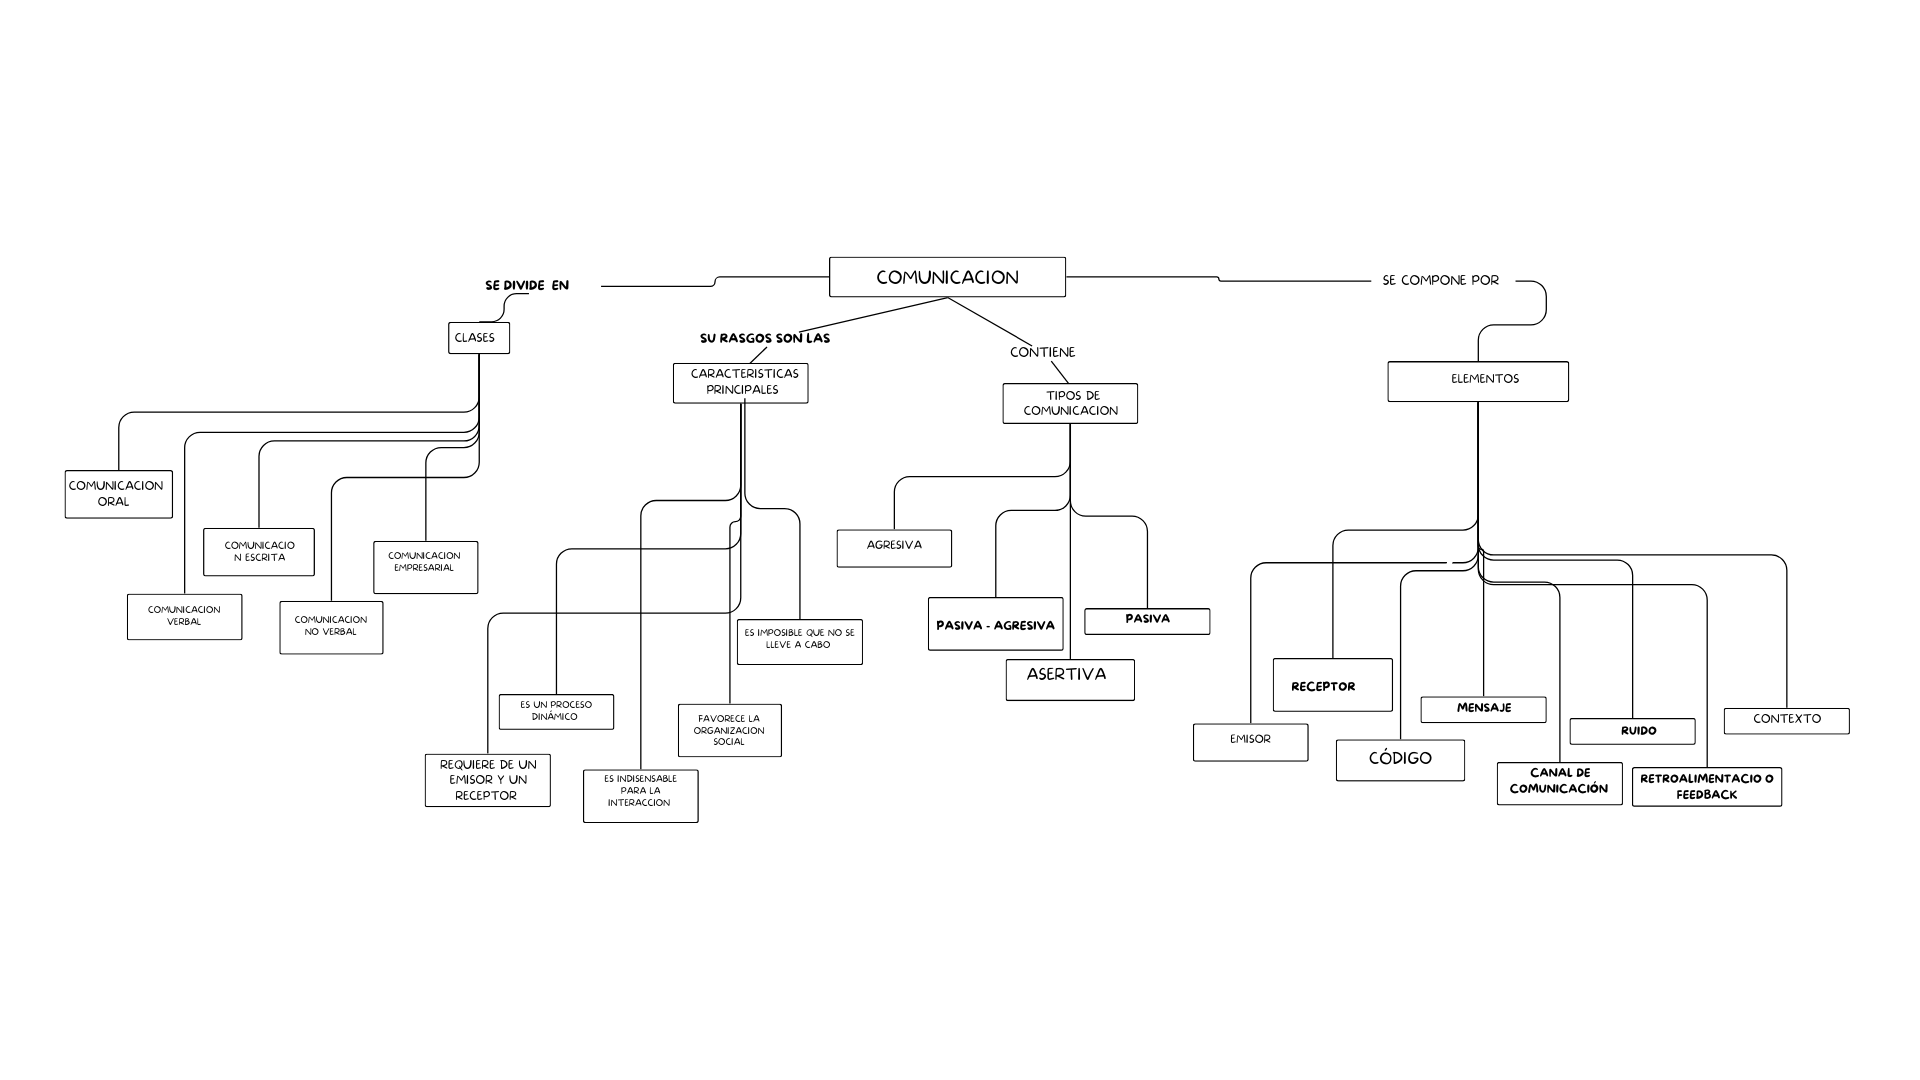 COMUNICACION
SE DIVIDE EN
SE COMPONE POR
SU RASGOS SON LAS
CONTIENE
CLASES
CARACTERISTICAS
PRINCIPALES
TIPOS DE
COMUNICACION
ELEMENTOS
COMUNICACION
ORAL
COMUNICACIO
N ESCRITA
COMUNICACION
EMPRESARIAL
COMUNICACION
VERBAL
COMUNICACION
NO VERBAL
ES IMPOSIBLE QUE NO SE
LLEVE A CABO
ES UN PROCESO
DINÁMICO
FAVORECE LA
ORGANIZACION
SOCIAL
REQUIERE DE UN
EMISOR Y UN
RECEPTOR
ES INDISENSABLE
PARA LA
INTERACCION
AGRESIVA
PASIVA - AGRESIVA
PASIVA
ASERTIVA
RECEPTOR
MENSAJE
EMISOR
CÓDIGO
RUIDO
CONTEXTO
CANAL DE
COMUNICACIÓN
RETROALIMENTACIO O
FEEDBACK